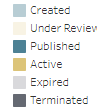 Created
Under Review
Published
Active
Expired
Terminated